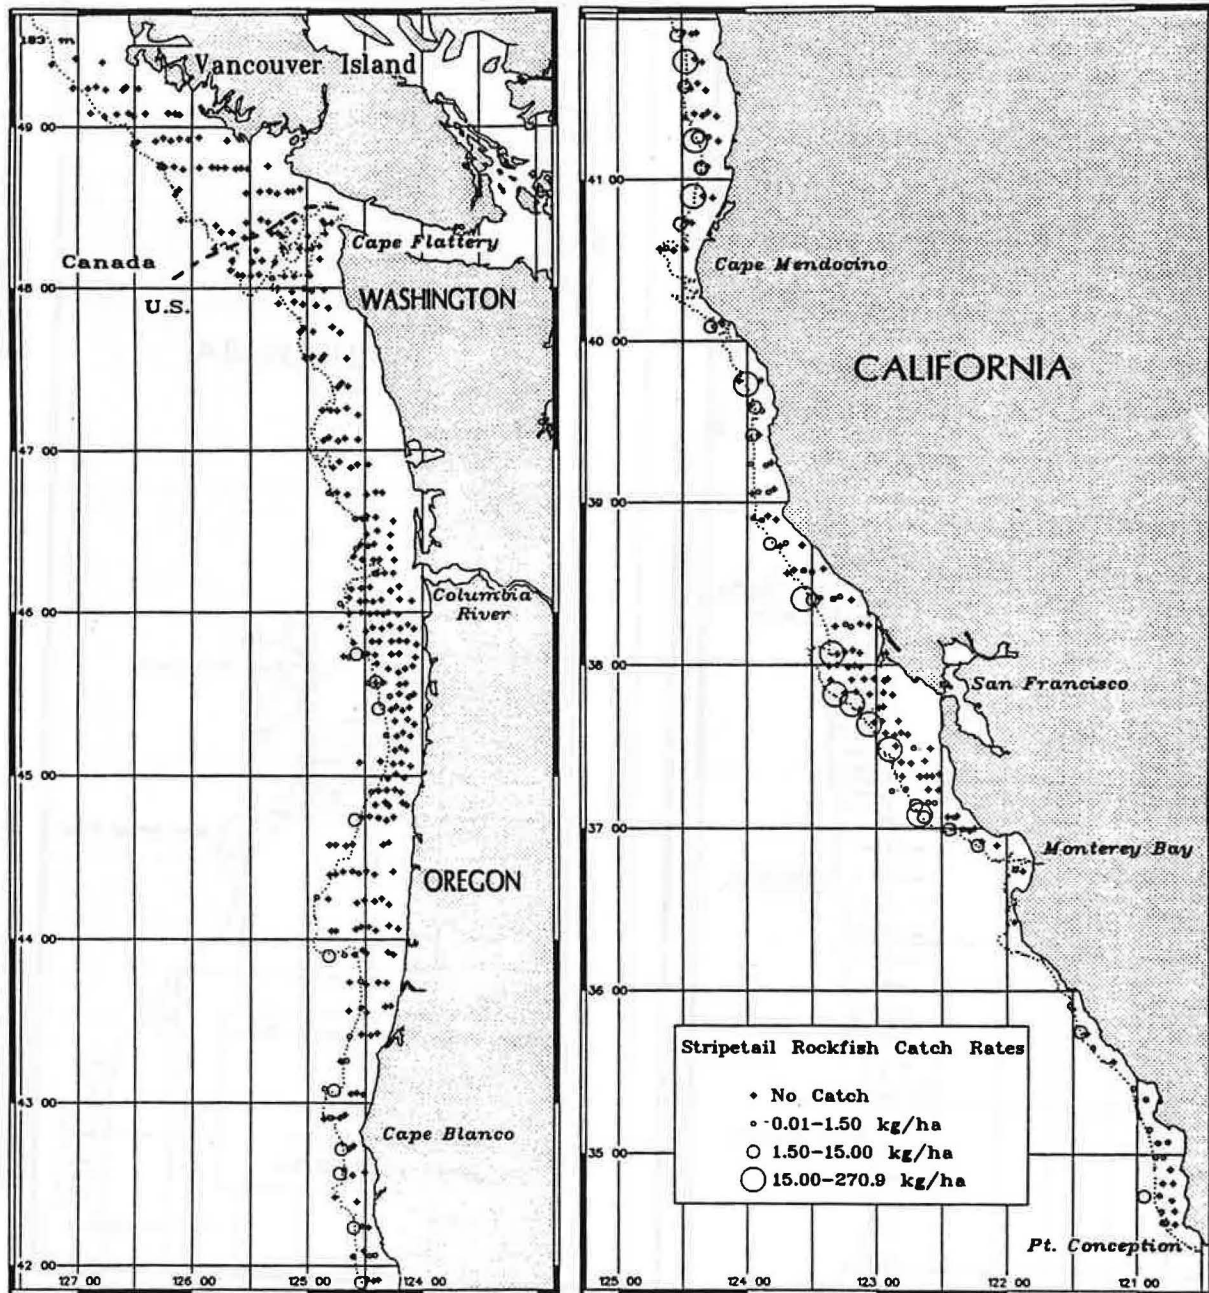 183 m
Vancouver Island
49 00
Cape Flattery
Canada
U.S.
48 00
WASHINGTON
47 00
Columbia
River
46 00
45 00
OREGON
44 00
43 00
Cape Blanco
42 00
127 00 126 00 125 00 124 00
41 00
Cape Mendocino
40 00
CALIFORNIA
39 00
38 00
San Francisco
37 00
Monterey Bay
36 00
Stripetail Rockfish Catch Rates
No Catch
0.01-1.50 kg/ha
1.50-15.00 kg/ha
15.00-270.9 kg/ha
35 00
Pt. Conception
125 00 124 00 123 00 122 00 121 00